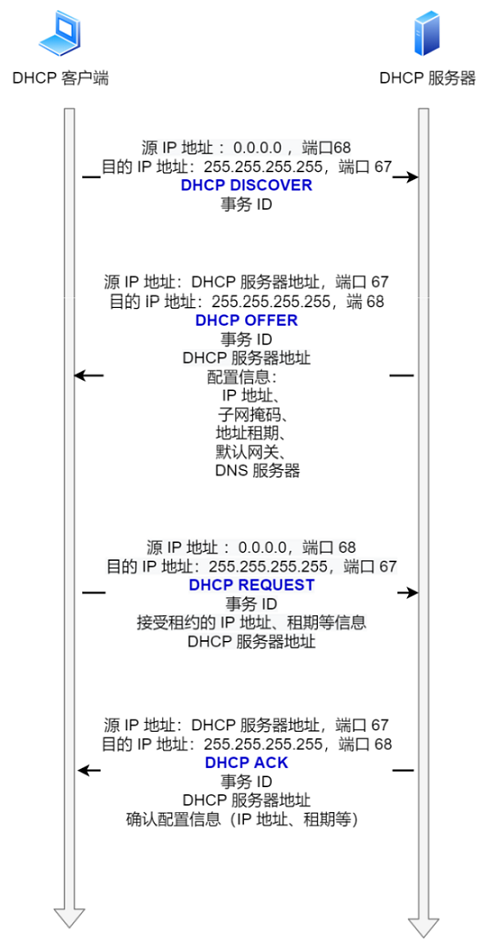 DHCP 客户端
DHCP 服务器
源 IP 地址 ：0.0.0.0 ，端口68
目的 IP 地址：255.255.255.255，端口 67
DHCP DISCOVER
事务 ID
源 IP 地址：DHCP 服务器地址，端口 67
目的 iP 地址：255.255.255.255，端 68
DHCP OFFER
事务 ID
DHCP 服务器地址
配置信息：
IP 地址、
子网掩码、
地址租期、
默认网关、
DNS 服务器
源 IP 地址 ：0.0.0.0，端口 68
目的 IP 地址：255.255.255.255，端口 67
DHCP REQUEST
事务 ID
接受租约的 IP 地址、租期等信息
DHCP 服务器地址
源 IP 地址：DHCP 服务器地址，端口 67
目的 IP 地址：255.255.255.255，端口 68
DHCP ACK
事务 ID
DHCP 服务器地址
确认配置信息（IP 地址、租期等）